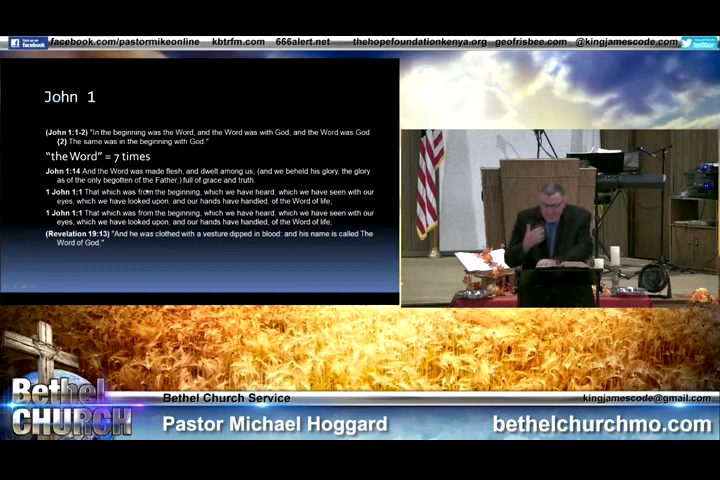 facebook.com/pastormikeonline kbtrfm.com 666alert.net thehopefoundationkenya.org geofrisbee.com @kingjamescode.com
John 1
(John 1:1-2) "In the beginning was the Word, and the Word was with God, and the Word was God.
(2) The same was in the beginning with God."
"the Word" = 7 times
John 1:14 And the Word was made flesh, and dwelt among us, (and we beheld his glory, the glory
as of the only begotten of the Father,) full of grace and truth.
1 John 1:1 That which was from the beginning, which we have heard, which we have seen with our
eyes, which we have looked upon, and our hands have handled, of the Word of life;
1 John 1:1 That which was from the beginning, which we have heard, which we have seen with our
eyes, which we have looked upon, and our hands have handled, of the Word of life;
(Revelation 19:13) "And he was clothed with a vesture dipped in blood: and his name is called The
Word of God."
Bethel
CHURCH
Bethel Church Service
kingjamescode@gmail.com
Pastor Michael Hoggard
bethelchurchmo.com